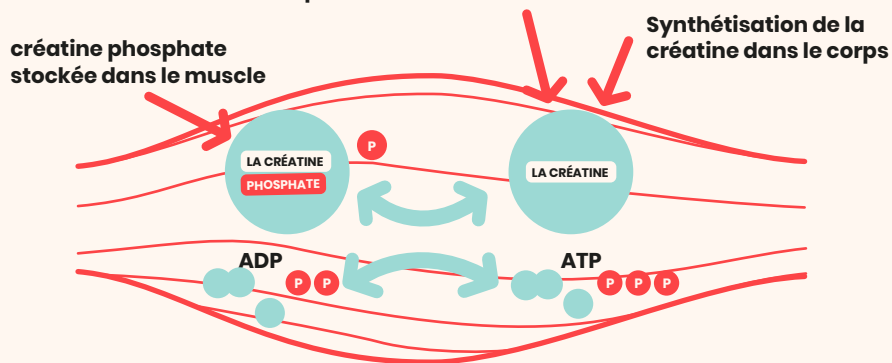 Synthétisation de la
créatine dans le corps
créatine phosphate
stockée dans le muscle
P
LA CRÉATINE
PHOSPHATE
LA CRÉATINE
ADP
ATP
P P
P P P